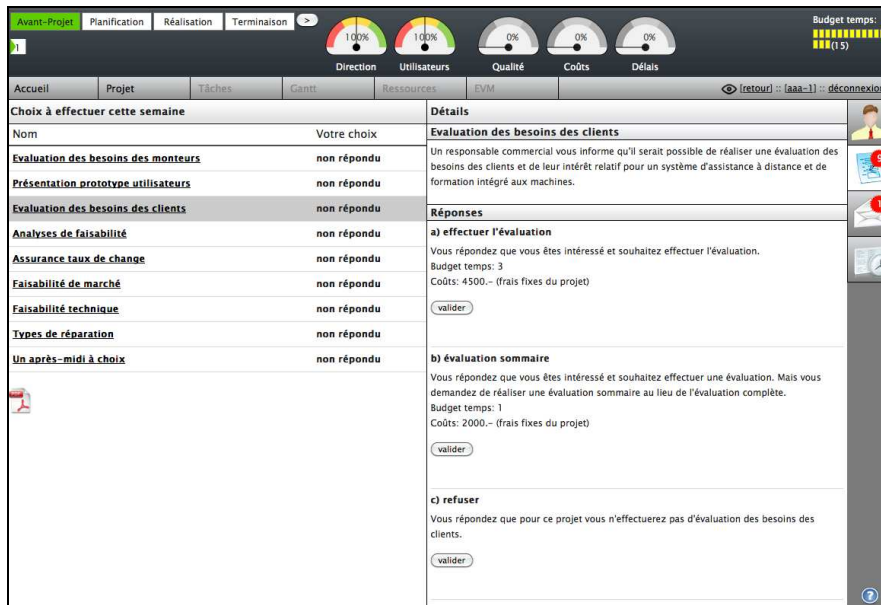 Avant-Projet Planification Réalisation Terminaison >
1
100% 100% 0% 0% 0%
Direction Utilisateurs Qualité Coûts Délais
Budget temps:
(15)
Accueil Projet Tâches Gantt Ressources EVM [retour] :: [aaa-1] :: déconnexion
Choix à effectuer cette semaine
Nom Votre choix
Evaluation des besoins des monteurs non répondu
Présentation prototype utilisateurs non répondu
Evaluation des besoins des clients non répondu
Analyses de faisabilité non répondu
Assurance taux de change non répondu
Faisabilité de marché non répondu
Faisabilité technique non répondu
Types de réparation non répondu
Un après-midi à choix non répondu
Détails
Evaluation des besoins des clients
Un responsable commercial vous informe qu'il serait possible de réaliser une évaluation des
besoins des clients et de leur intérêt relatif pour un système d'assistance à distance et de
formation intégré aux machines.
Réponses
a) effectuer l'évaluation
Vous répondez que vous êtes intéressé et souhaitez effectuer l'évaluation.
Budget temps: 3
Coûts: 4500.- (frais fixes du projet)
valider
b) évaluation sommaire
Vous répondez que vous êtes intéressé et souhaitez effectuer une évaluation. Mais vous
demandez de réaliser une évaluation sommaire au lieu de l'évaluation complète.
Budget temps: 1
Coûts: 2000.- (frais fixes du projet)
valider
c) refuser
Vous répondez que pour ce projet vous n'effectuerez pas d'évaluation des besoins des
clients.
valider
?